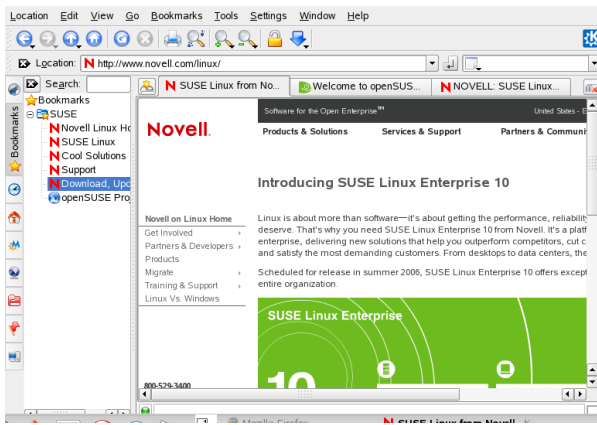 Location Edit View Go Bookmarks Tools Settings Window Help
Location: N http://www.novell.com/linux/
Search:
N SUSE Linux from No... Welcome to openSUS... N NOVELL: SUSE Linux...
Bookmarks
Bookmarks
SUSE
N Novell Linux Ho
N SUSE Linux
N Cool Solutions
N Support
N Download, Upd
openSUSE Proj
Software for the Open Enterprise™ United States - E
Novell.
Products & Solutions Services & Support Partners & Communi
Introducing SUSE Linux Enterprise 10
Novell on Linux Home
Get Involved
Partners & Developers
Products
Migrate
Training & Support
Linux Vs. Windows
800-529-3400
Linux is about more than software—it's about getting the performance, reliability
deserve. That's why you need SUSE Linux Enterprise 10 from Novell. It's a platf
enterprise, delivering new solutions that help you outperform competitors, cut c
and satisfy the most demanding customers. From desktops to data centers, the
Scheduled for release in summer 2006, SUSE Linux Enterprise 10 offers except
entire organization.
SUSE Linux Enterprise
10
Mozilla Firefox
N SUSE Linux from Novell - K